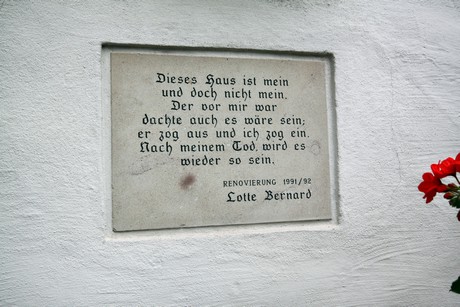 Dieses Haus ist mein
und doch nicht mein.
Der vor mir war
dachte auch es wäre sein;
er zog aus und ich zog ein.
Nach meinem Tod, wird es
wieder so sein.
RENOVIERUNG 1991/92
Lotte Bernard